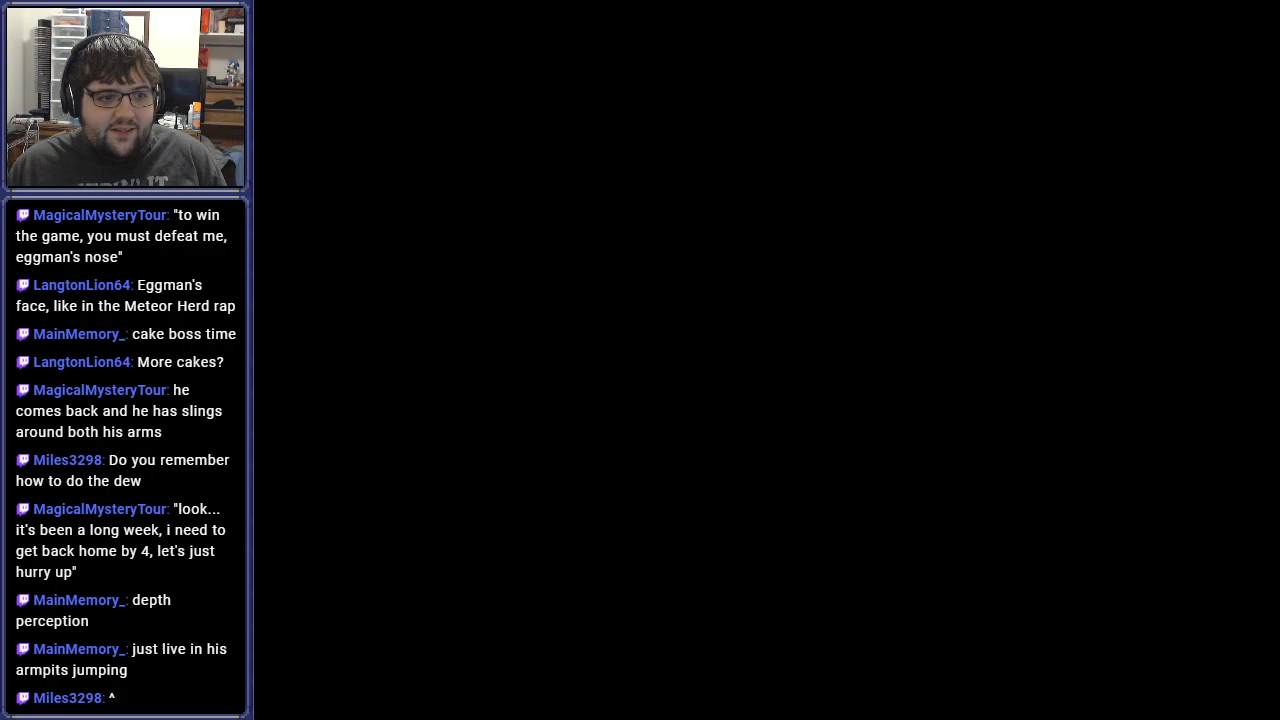 MagicalMysteryTour: "to win
the game, you must defeat me,
eggman's nose"
LangtonLion64: Eggman's
face, like in the Meteor Herd rap
MainMemory_: cake boss time
LangtonLion64: More cakes?
MagicalMysteryTour: he
comes back and he has slings
around both his arms
Miles3298: Do you remember
how to do the dew
MagicalMysteryTour: "look...
it's been a long week, i need to
get back home by 4, let's just
hurry up"
MainMemory_: depth
perception
MainMemory_: just live in his
armpits jumping
Miles3298: ^